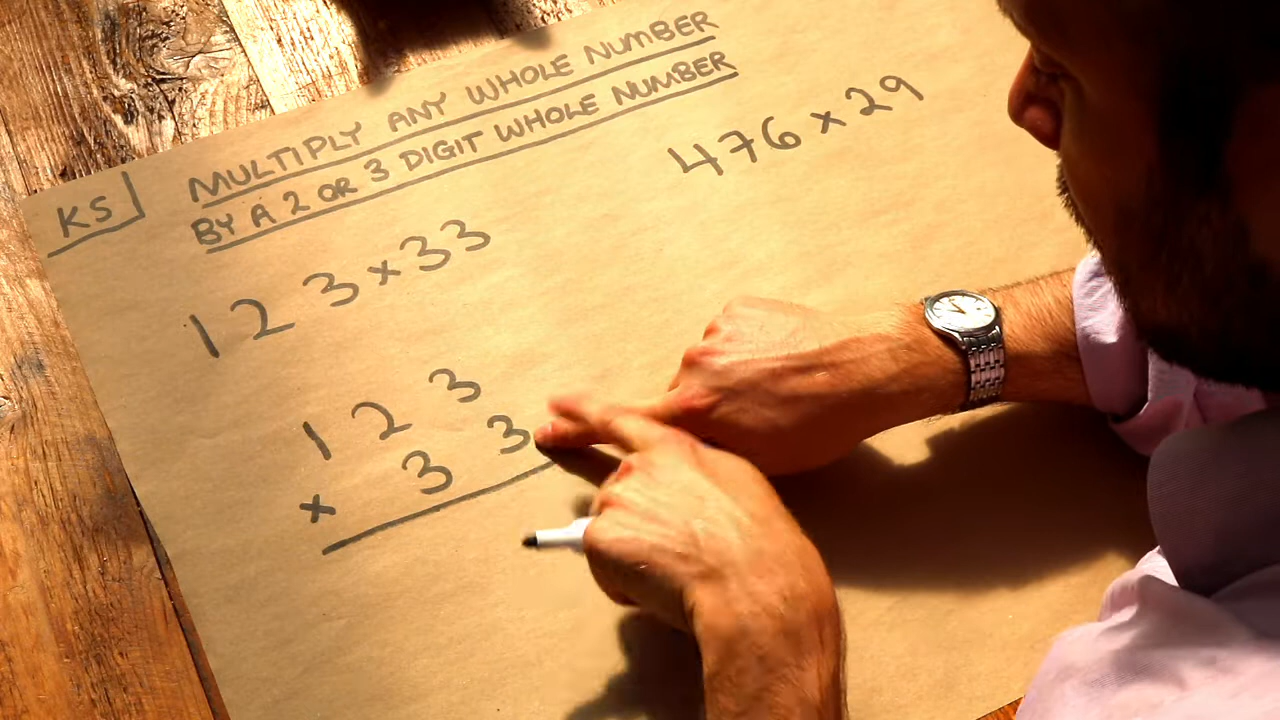 KS
MULTIPLY ANY WHOLE NUMBER
BY A 2 OR 3 DIGIT WHOLE NUMBER
123×33
476×29
123
× 33